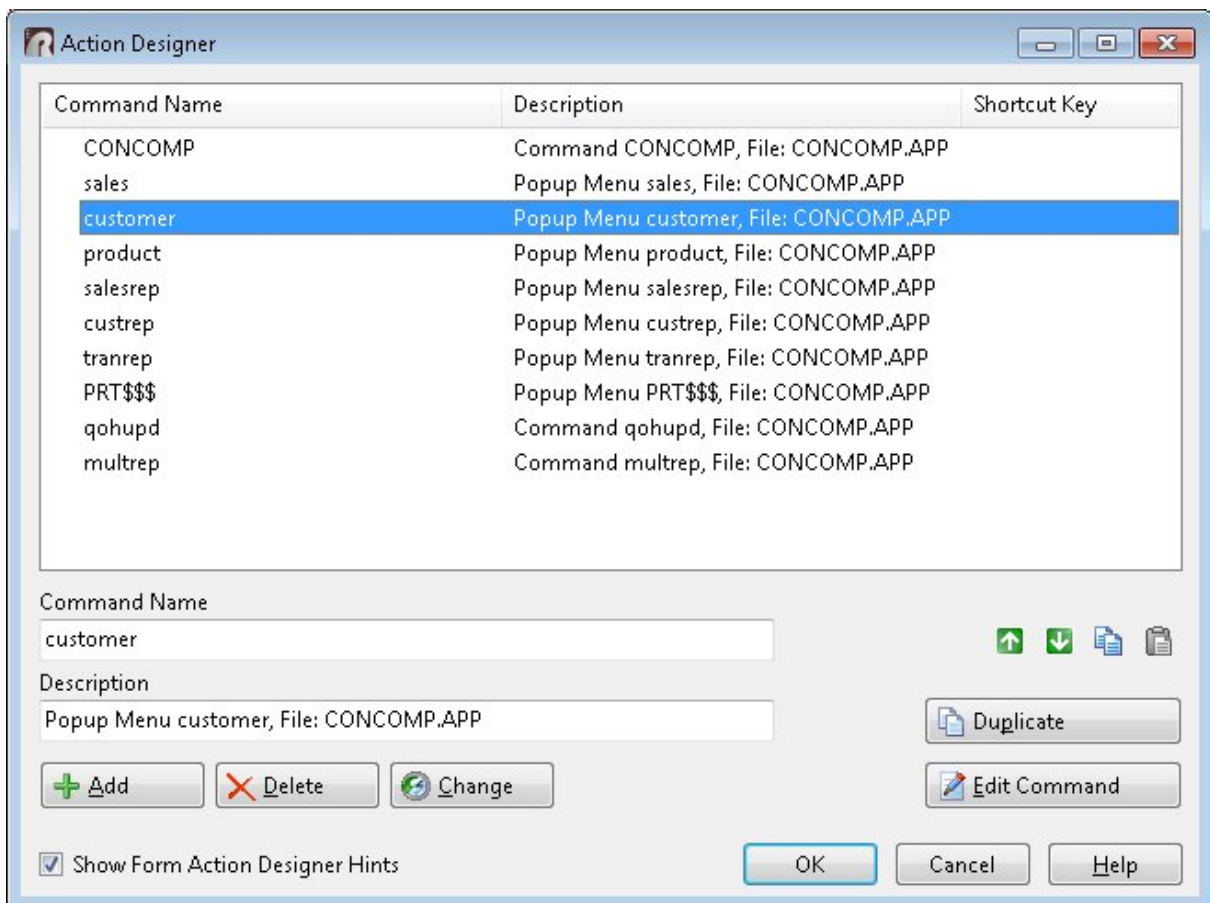 Action Designer
Command Name Description Shortcut Key
CONCOMP Command CONCOMP, File: CONCOMP.APP
sales Popup Menu sales, File: CONCOMP.APP
customer Popup Menu customer, File: CONCOMP.APP
product Popup Menu product, File: CONCOMP.APP
salesrep Popup Menu salesrep, File: CONCOMP.APP
custrep Popup Menu custrep, File: CONCOMP.APP
tranrep Popup Menu tranrep, File: CONCOMP.APP
PRT$$$ Popup Menu PRT$$$, File: CONCOMP.APP
qohupd Command qohupd, File: CONCOMP.APP
multrep Command multrep, File: CONCOMP.APP
Command Name
customer
Description
Popup Menu customer, File: CONCOMP.APP
Duplicate
Add Delete Change Edit Command
Show Form Action Designer Hints OK Cancel Help